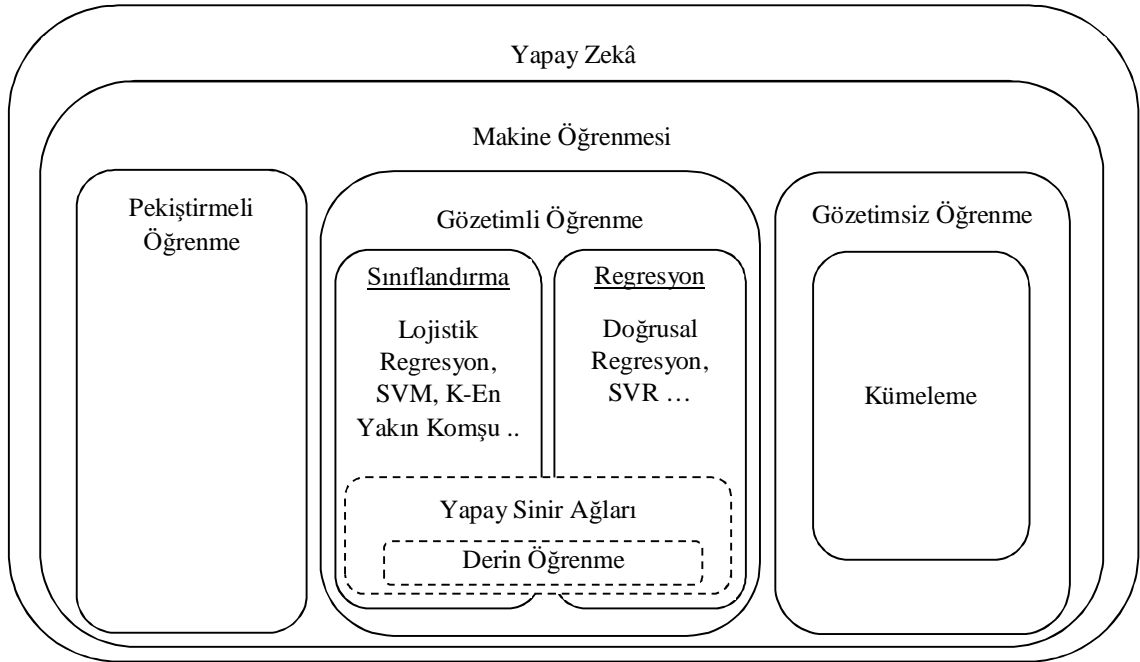 Yapay Zekâ
Makine Öğrenmesi
Pekiştirmeli
Öğrenme
Gözetimli Öğrenme
Sınıflandırma
Lojistik
Regresyon,
SVM, K-En
Yakın Komşu ..
Regresyon
Doğrusal
Regresyon,
SVR …
Yapay Sinir Ağları
Derin Öğrenme
Gözetimsiz Öğrenme
Kümeleme